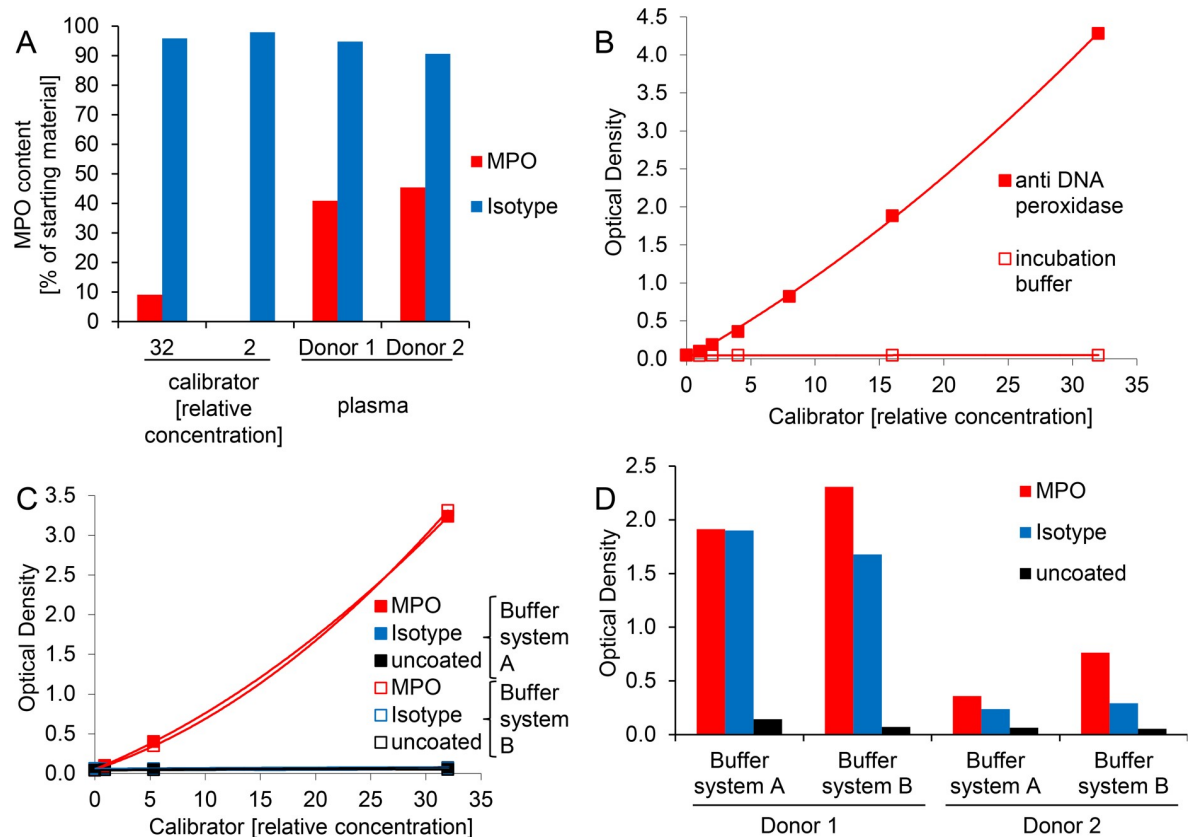 A
MPO content
[% of starting material]
100
90
80
70
60
50
40
30
20
10
0
MPO
Isotype
32
2
Donor 1
Donor 2
calibrator
[relative
concentration]
plasma
B
Optical Density
4.5
4.0
3.5
3.0
2.5
2.0
1.5
1.0
0.5
0.0
anti DNA
peroxidase
incubation
buffer
0
5
10
15
20
25
30
35
Calibrator [relative concentration]
C
Optical Density
3.5
3.0
2.5
2.0
1.5
1.0
0.5
0.0
MPO
Isotype
uncoated
Buffer
system
A
MPO
Isotype
uncoated
Buffer
system
B
0
5
10
15
20
25
30
35
Calibrator [relative concentration]
D
Optical Density
2.5
2.0
1.5
1.0
0.5
0.0
MPO
Isotype
uncoated
Buffer
system A
Buffer
system B
Buffer
system A
Buffer
system B
Donor 1
Donor 2